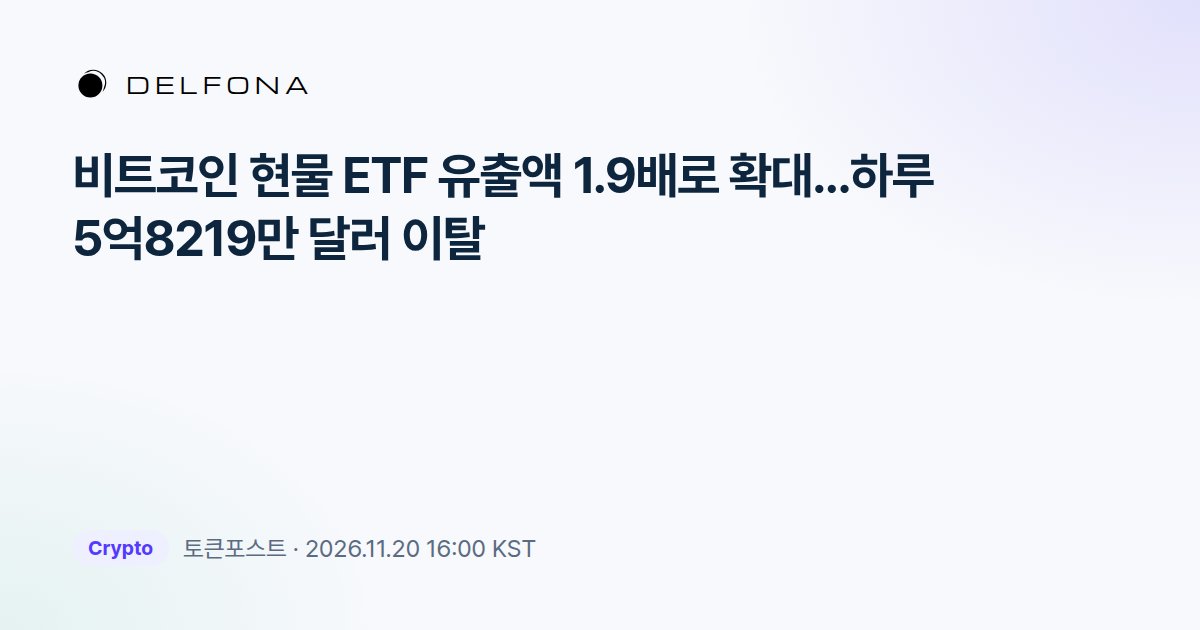 DELFONA
비트코인 현물 ETF 유출액 1.9배로 확대…하루
5억8219만 달러 이탈
Crypto 토큰포스트 · 2026.11.20 16:00 KST